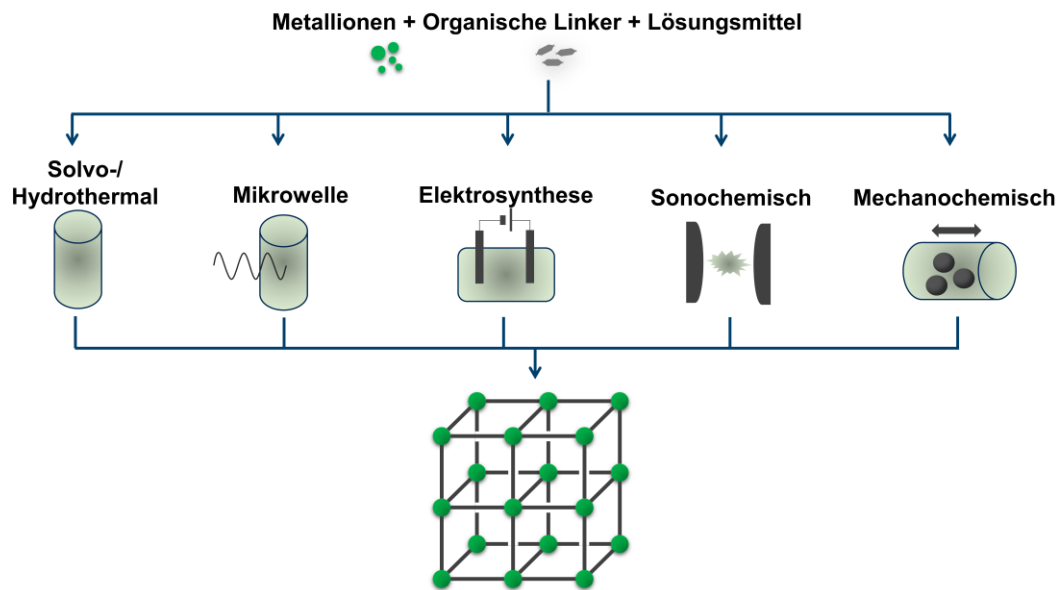 Metallionen + Organische Linker + Lösungsmittel
Solvo-/
Hydrothermal
Mikrowelle
Elektrosynthese
Sonochemisch
Mechanochemisch